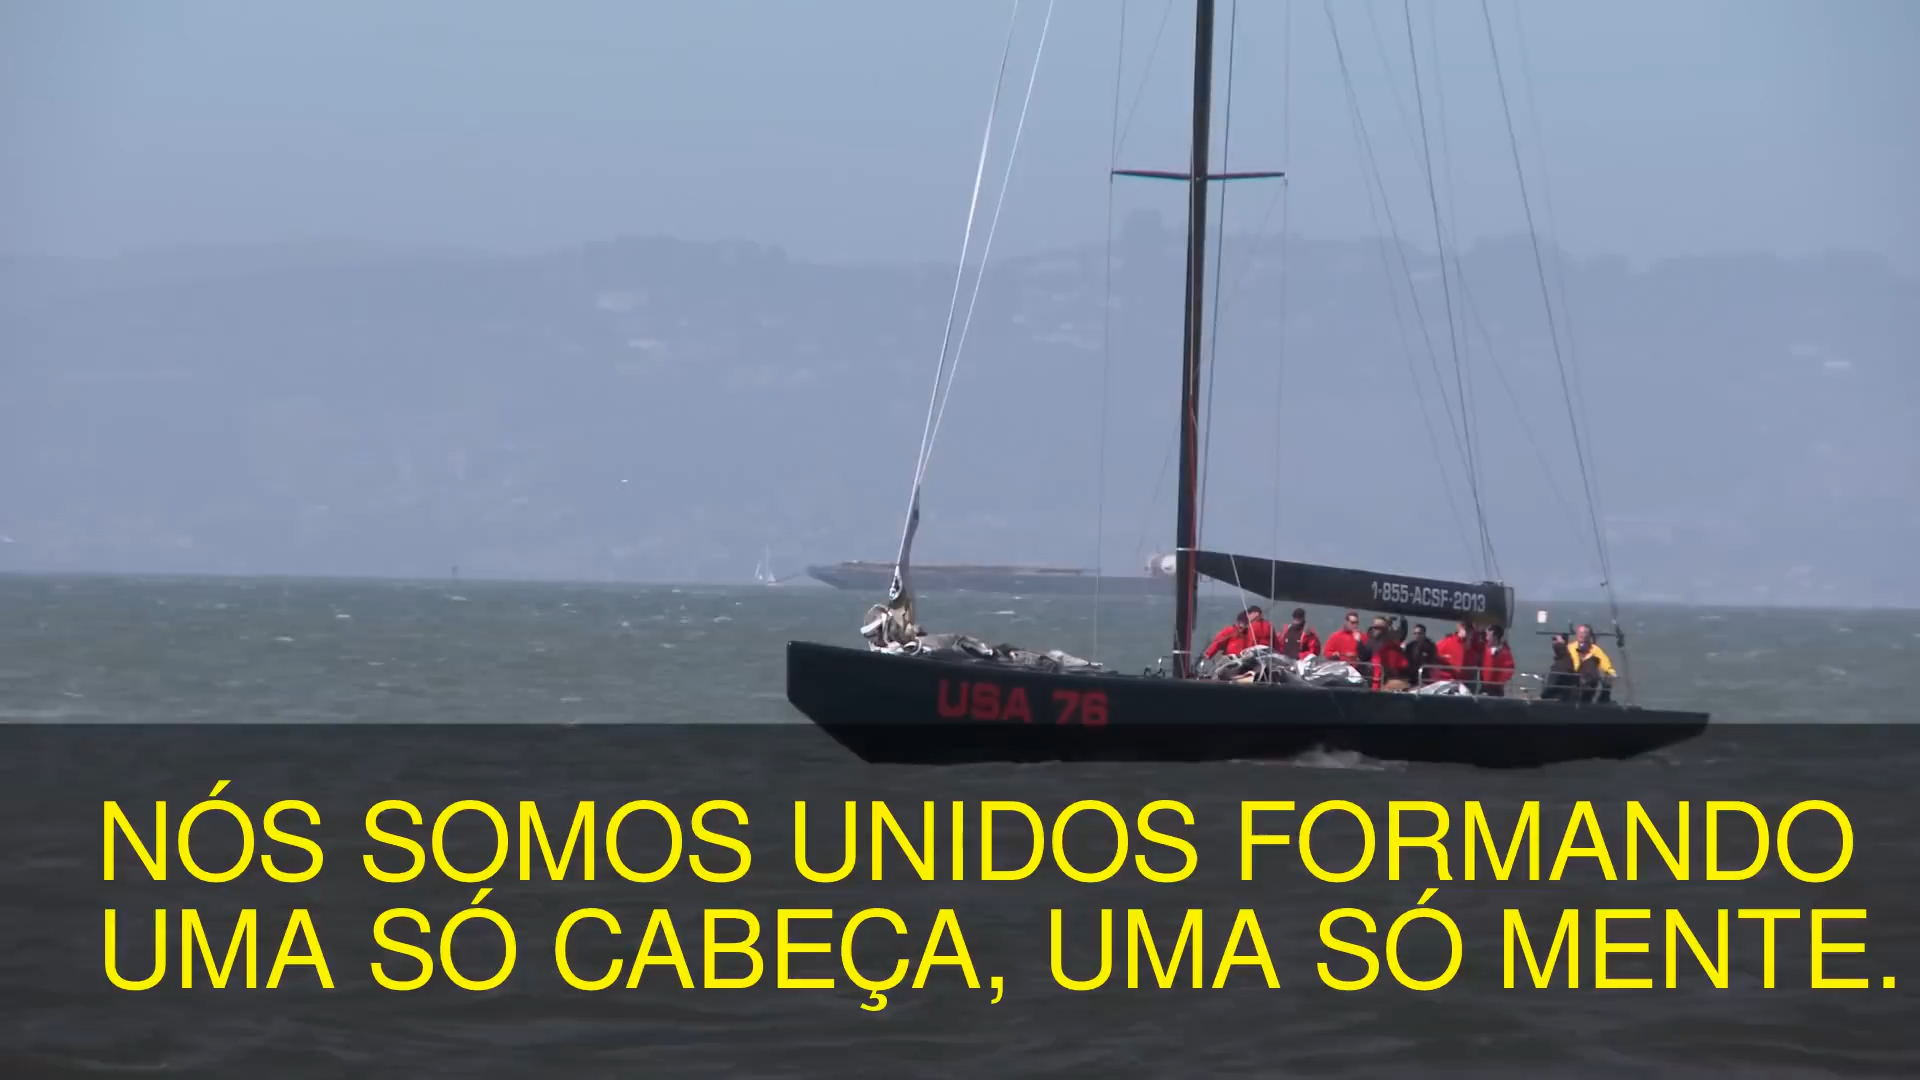 1-855-ACSF-2013
USA 76
NÓS SOMOS UNIDOS FORMANDO
UMA SÓ CABEÇA, UMA SÓ MENTE.